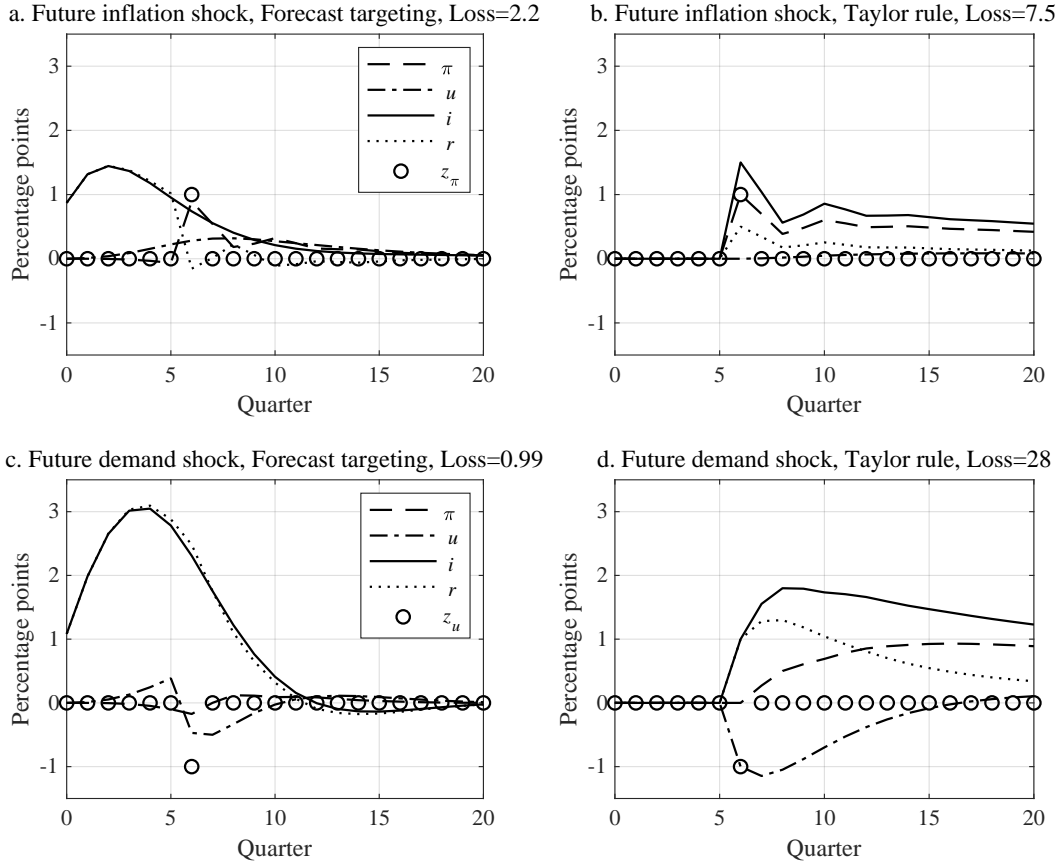 a. Future inflation shock, Forecast targeting, Loss=2.2
3
2
1
0
-1
Percentage points
π
u
i
r
z_π
0 5 10 15 20
Quarter
b. Future inflation shock, Taylor rule, Loss=7.5
3
2
1
0
-1
Percentage points
0 5 10 15 20
Quarter
c. Future demand shock, Forecast targeting, Loss=0.99
3
2
1
0
-1
Percentage points
π
u
i
r
z_u
0 5 10 15 20
Quarter
d. Future demand shock, Taylor rule, Loss=28
3
2
1
0
-1
Percentage points
0 5 10 15 20
Quarter